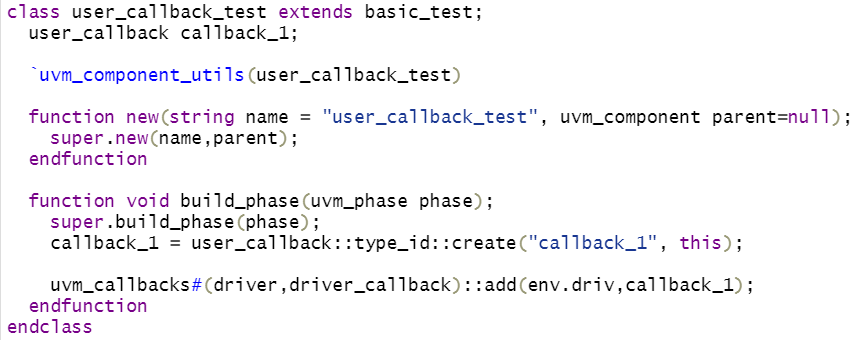 class user_callback_test extends basic_test;
  user_callback callback_1;

  `uvm_component_utils(user_callback_test)

  function new(string name = "user_callback_test", uvm_component parent=null);
    super.new(name,parent);
  endfunction

  function void build_phase(uvm_phase phase);
    super.build_phase(phase);
    callback_1 = user_callback::type_id::create("callback_1", this);

    uvm_callbacks#(driver,driver_callback)::add(env.driv,callback_1);
  endfunction
endclass